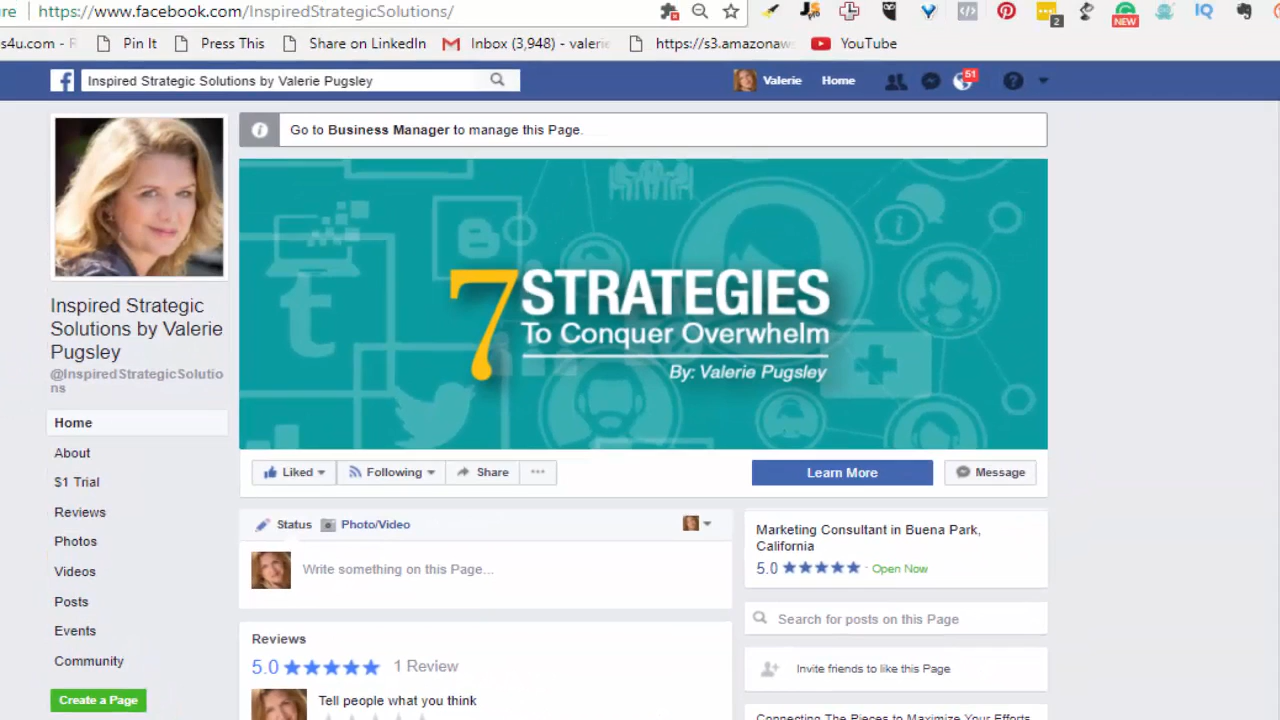 re https://www.facebook.com/InspiredStrategicSolutions/
2
NEW
IQ
s4u.com - R Pin It Press This Share on LinkedIn Inbox (3,948) - valerie https://s3.amazonaws YouTube
f Inspired Strategic Solutions by Valerie Pugsley Valerie Home 51 ?
Go to Business Manager to manage this Page.
7 STRATEGIES
To Conquer Overwhelm
By: Valerie Pugsley
Inspired Strategic
Solutions by Valerie
Pugsley
@InspiredStrategicSolutio
ns
Home
About
$1 Trial
Reviews
Photos
Videos
Posts
Events
Community
Create a Page
Liked Following Share ... Learn More Message
Status Photo/Video
Write something on this Page...
Reviews
5.0 1 Review
Tell people what you think
Marketing Consultant in Buena Park,
California
5.0 · Open Now
Search for posts on this Page
Invite friends to like this Page
Connecting The Pieces to Maximize Your Efforts